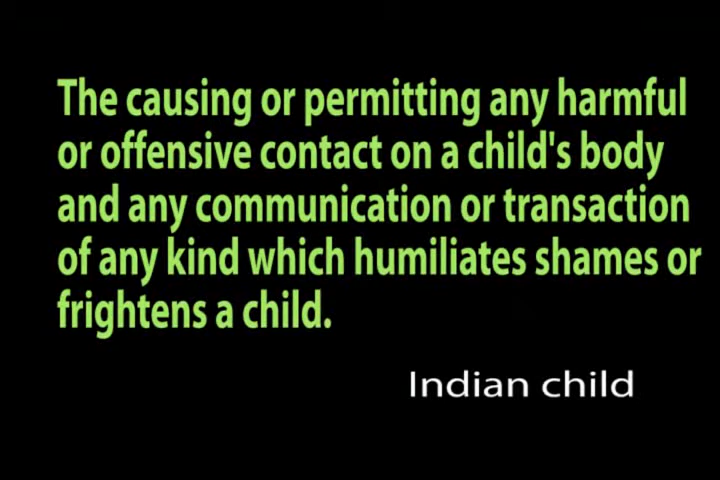 The causing or permitting any harmful
or offensive contact on a child's body
and any communication or transaction
of any kind which humiliates shames or
frightens a child.
Indian child